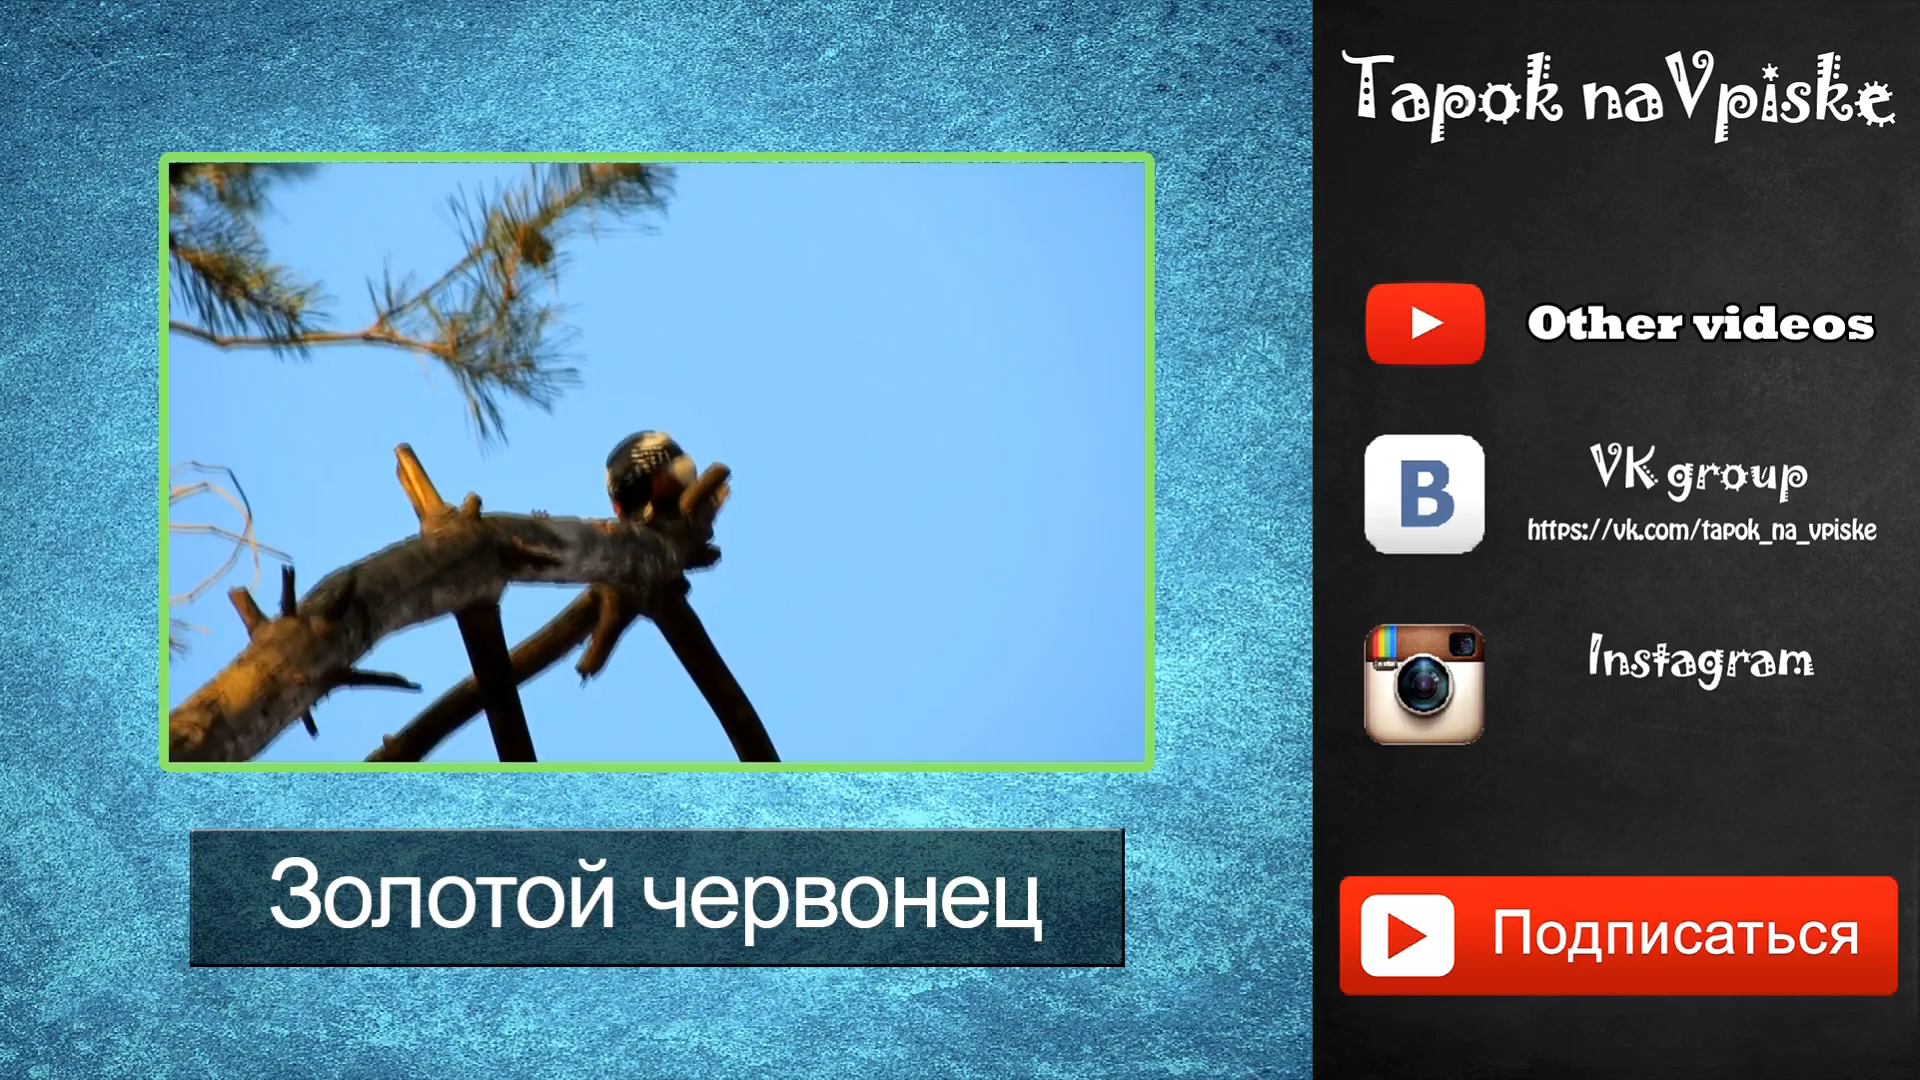 Tapok naVpiske
Other videos
VK group
https://vk.com/tapok_na_vpiske
Instagram
Золотой червонец
Подписаться